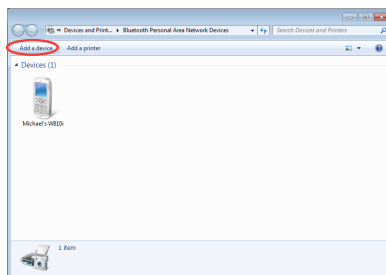 « Devices and Print... ▸ Bluetooth Personal Area Network Devices
Search Devices and Printers
Add a device
Add a printer
Devices (1)
Michael's W810i
1 item